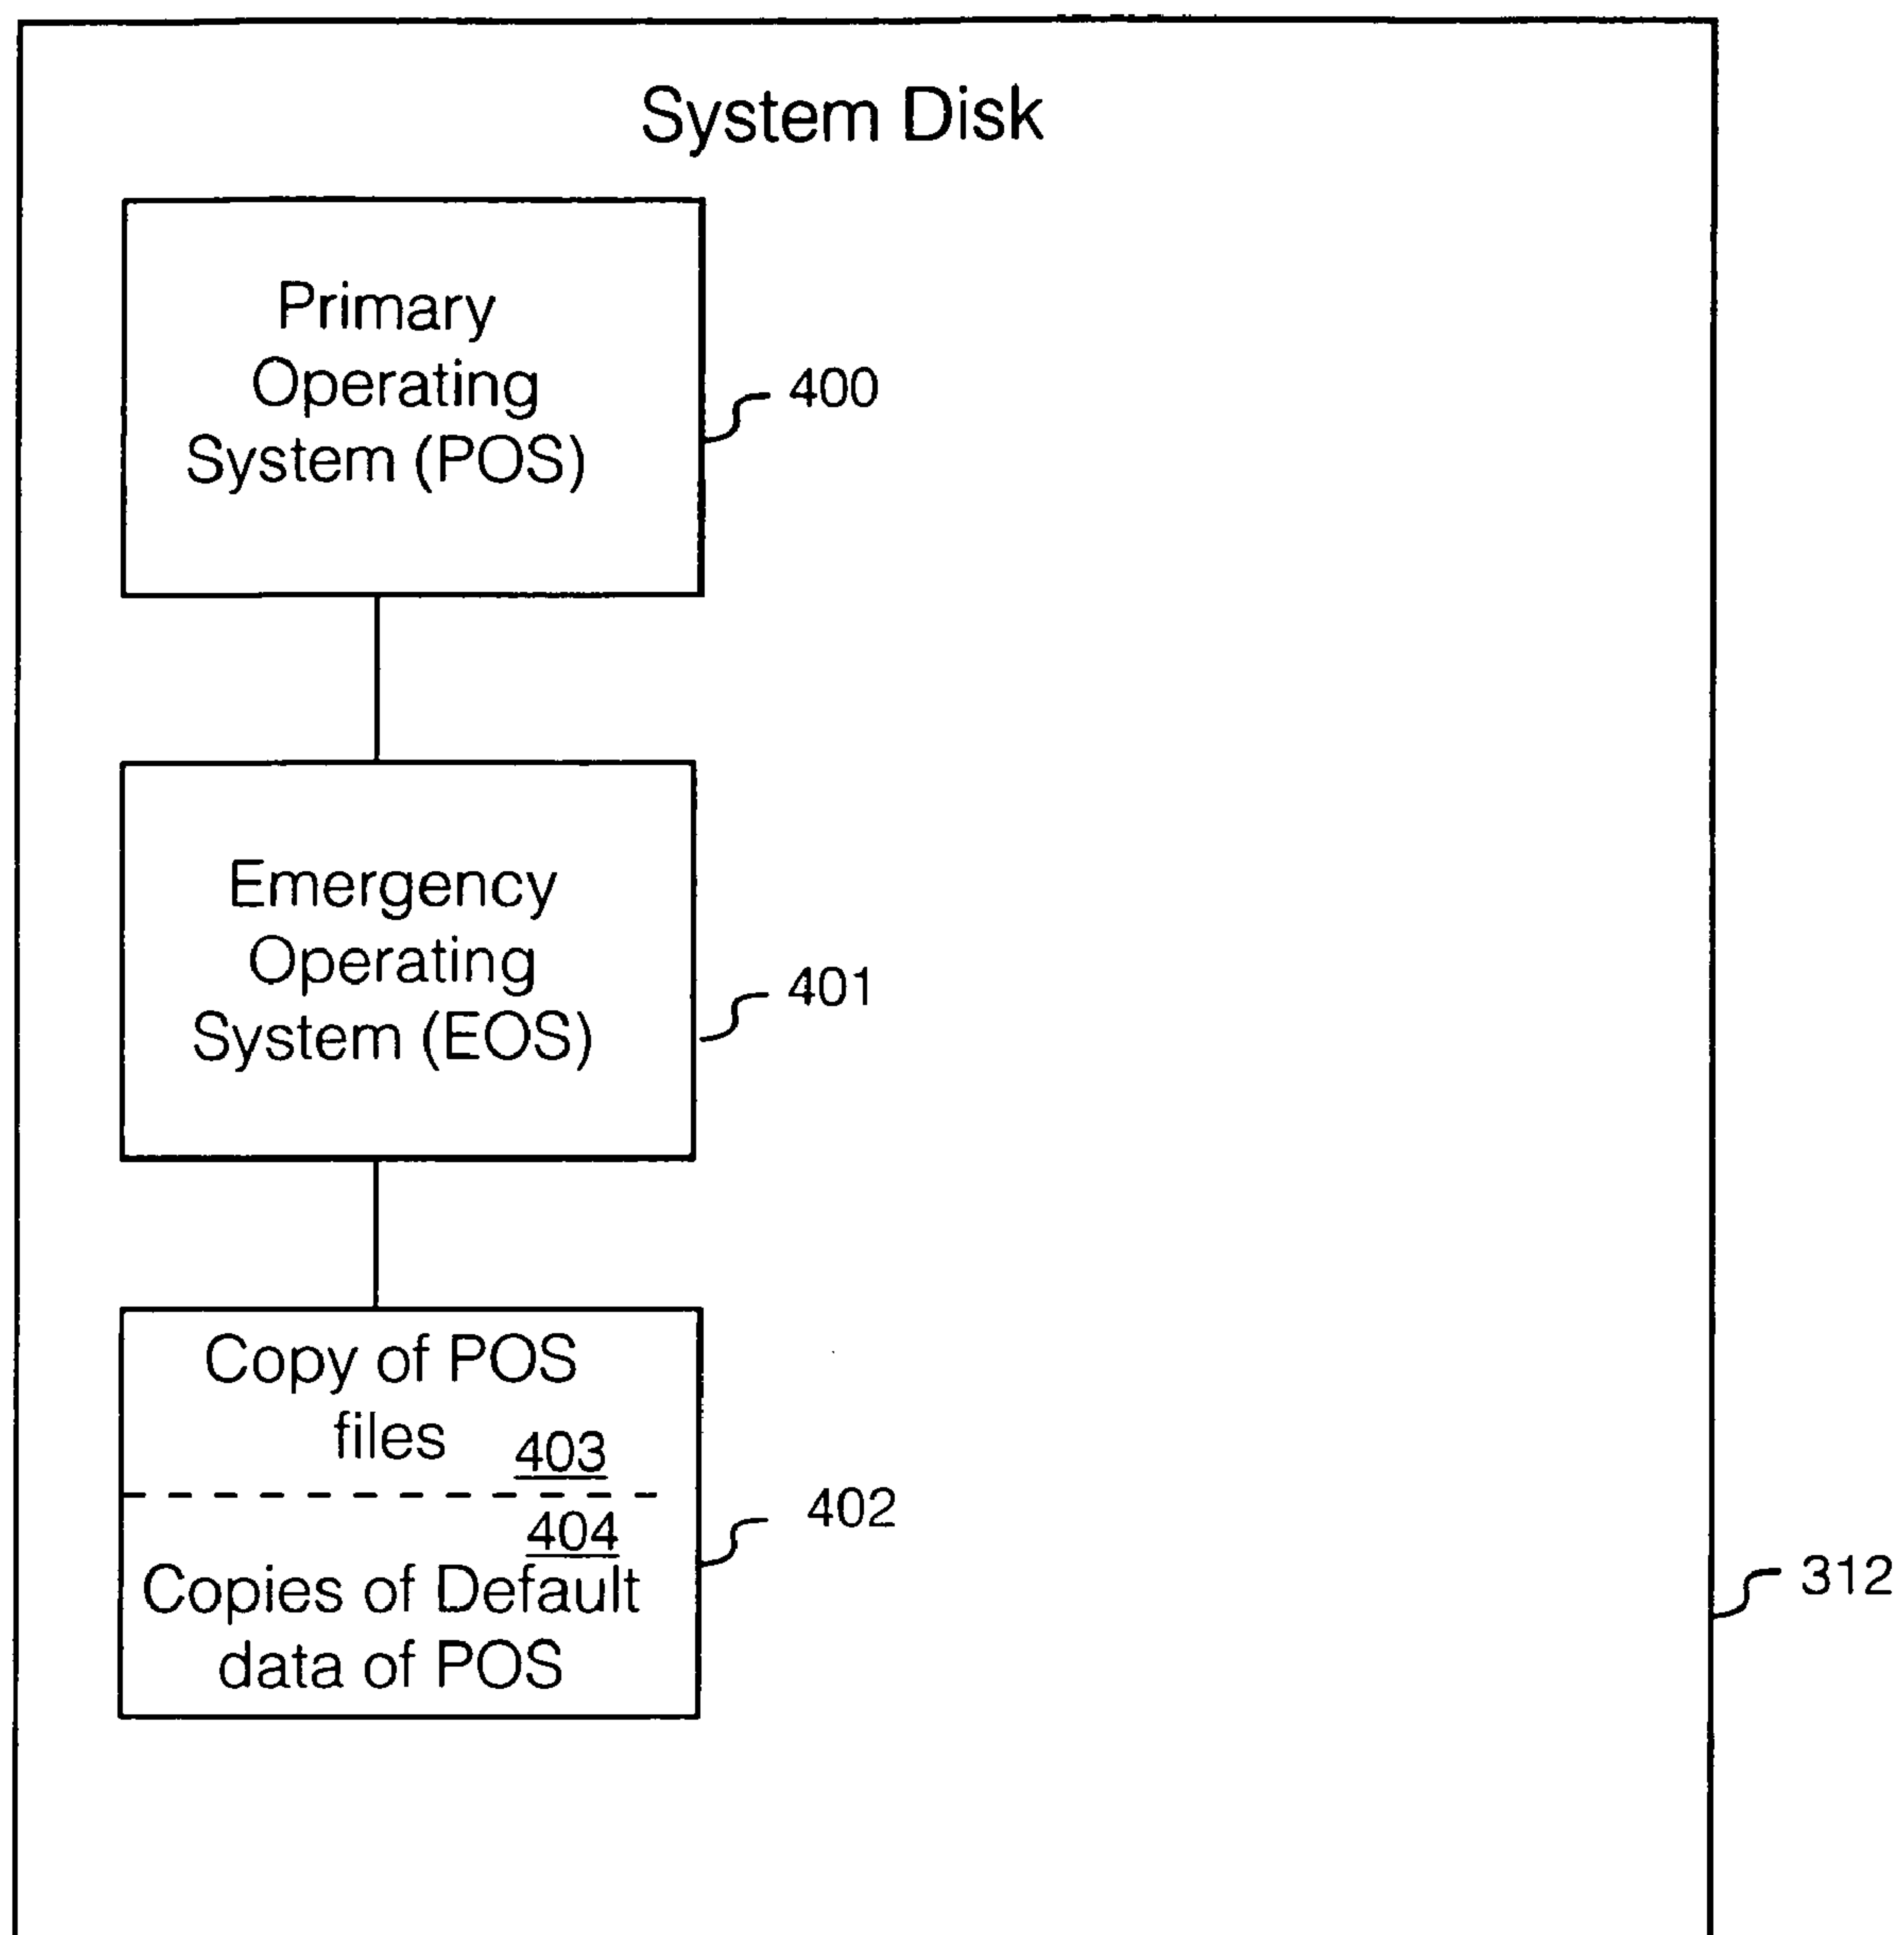 System Disk
Primary
Operating
System (POS)
400
Emergency
Operating
System (EOS)
401
Copy of POS
files
403
404
Copies of Default
data of POS
402
312